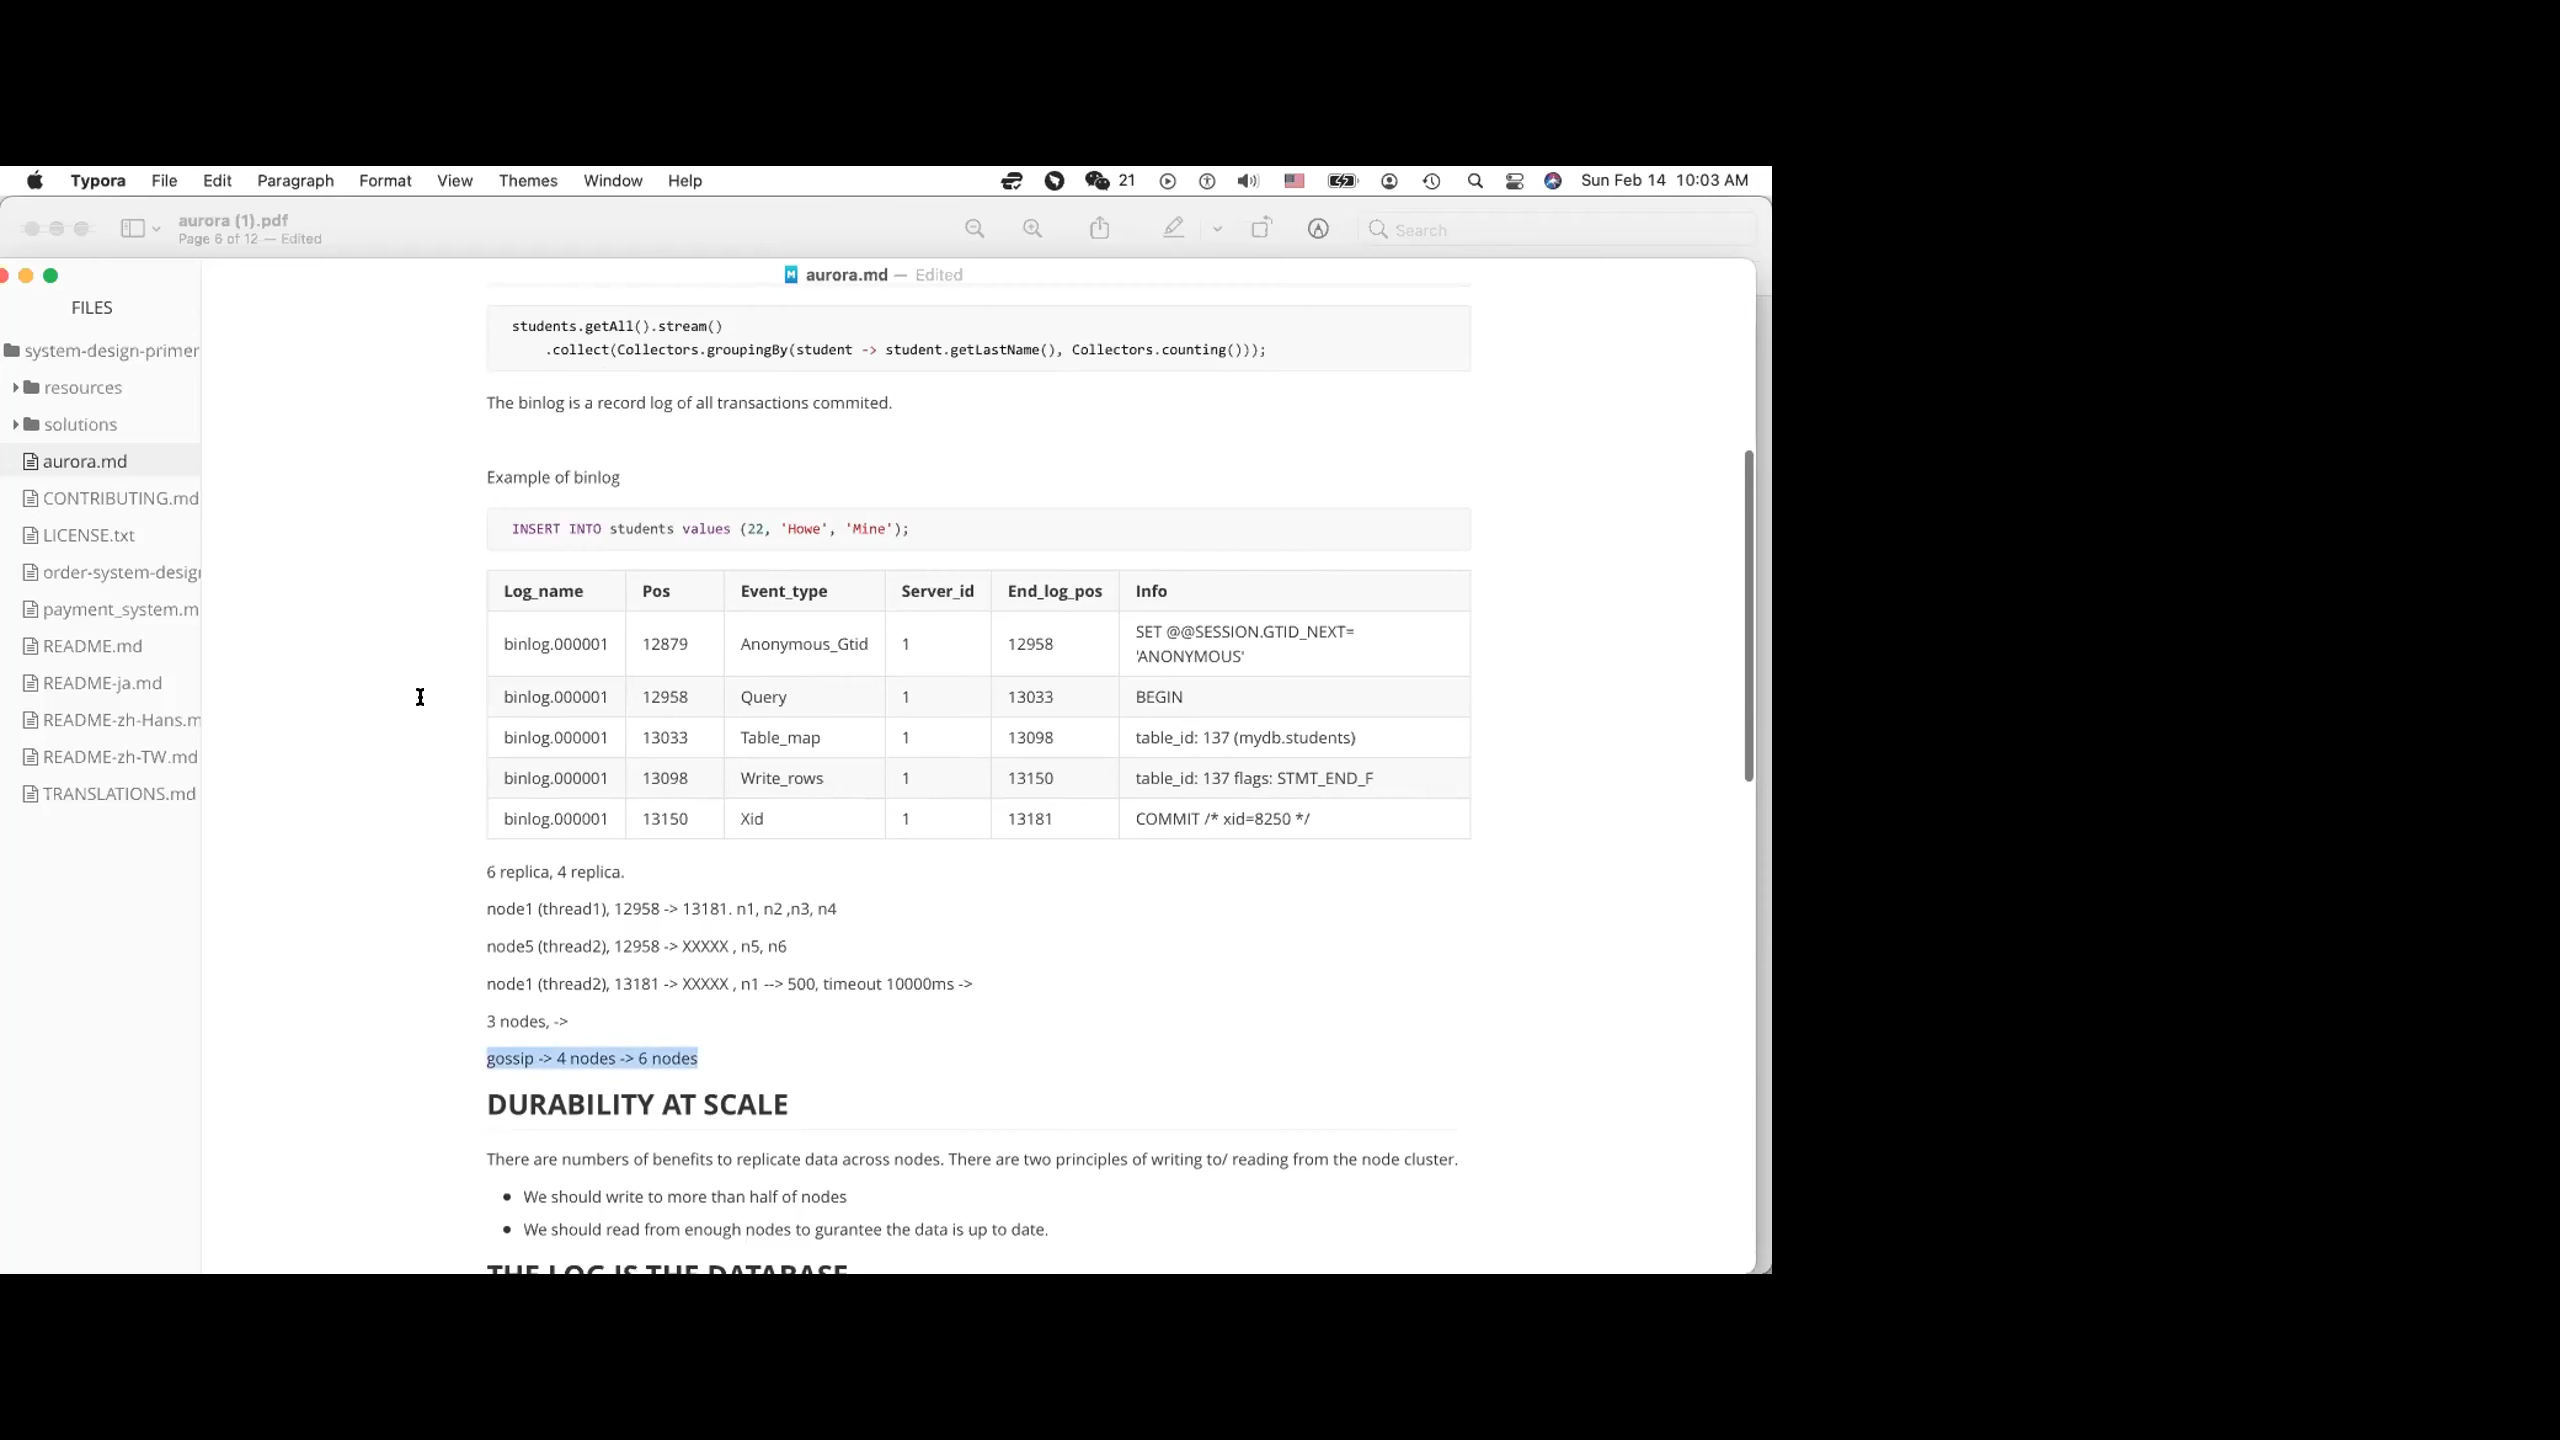 Typora File Edit Paragraph Format View Themes Window Help 21 Sun Feb 14 10:03 AM
aurora (1).pdf
Page 6 of 12 — Edited
Search
aurora.md — Edited
FILES
system-design-primer
resources
solutions
aurora.md
CONTRIBUTING.md
LICENSE.txt
order-system-desig
payment_system.m
README.md
README-ja.md
README-zh-Hans.m
README-zh-TW.md
TRANSLATIONS.md
students.getAll().stream()
.collect(Collectors.groupingBy(student -> student.getLastName(), Collectors.counting()));
The binlog is a record log of all transactions commited.
Example of binlog
INSERT INTO students values (22, 'Howe', 'Mine');
Log_name Pos Event_type Server_id End_log_pos Info
binlog.000001 12879 Anonymous_Gtid 1 12958 SET @@SESSION.GTID_NEXT=
'ANONYMOUS'
binlog.000001 12958 Query 1 13033 BEGIN
binlog.000001 13033 Table_map 1 13098 table_id: 137 (mydb.students)
binlog.000001 13098 Write_rows 1 13150 table_id: 137 flags: STMT_END_F
binlog.000001 13150 Xid 1 13181 COMMIT /* xid=8250 */
6 replica, 4 replica.
node1 (thread1), 12958 -> 13181. n1, n2 ,n3, n4
node5 (thread2), 12958 -> XXXXX , n5, n6
node1 (thread2), 13181 -> XXXXX , n1 --> 500, timeout 10000ms ->
3 nodes, ->
gossip -> 4 nodes -> 6 nodes
DURABILITY AT SCALE
There are numbers of benefits to replicate data across nodes. There are two principles of writing to/ reading from the node cluster.
• We should write to more than half of nodes
• We should read from enough nodes to gurantee the data is up to date.
THE LOG IS THE DATABASE